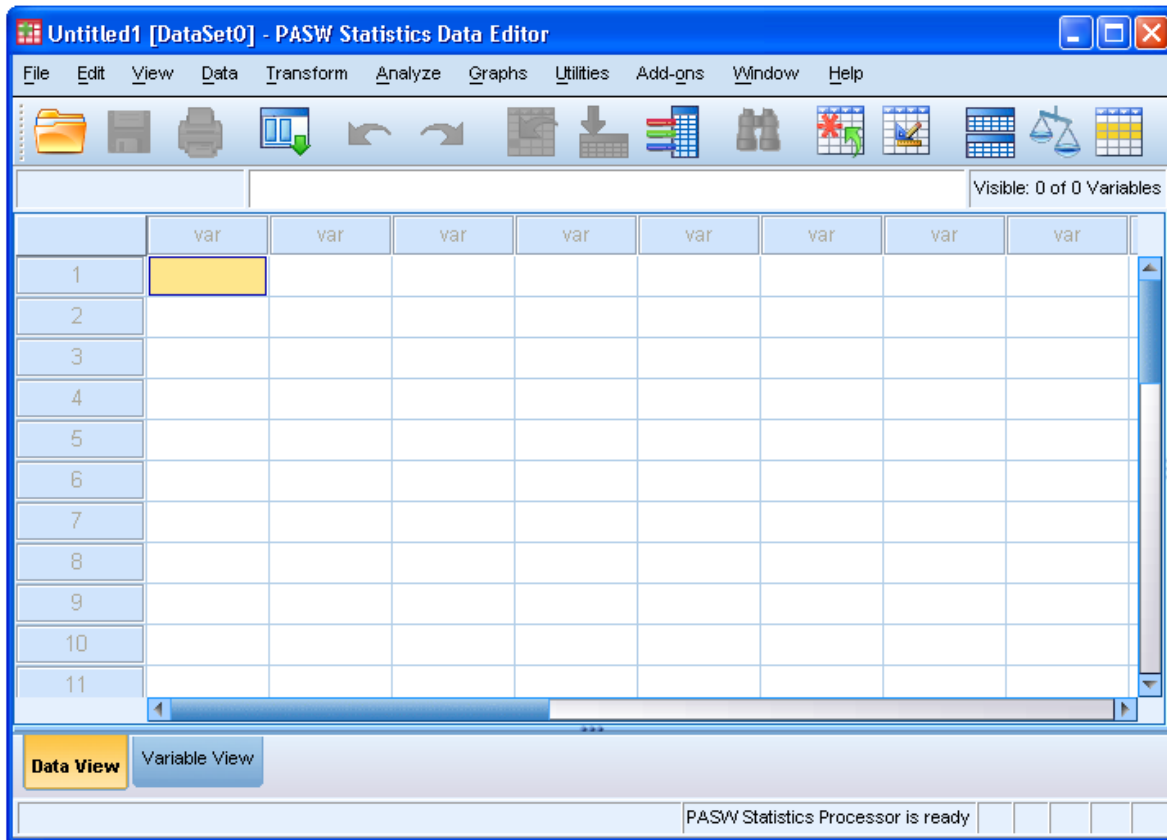 Untitled1 [DataSet0] - PASW Statistics Data Editor
File Edit View Data Transform Analyze Graphs Utilities Add-ons Window Help
Visible: 0 of 0 Variables
var var var var var var var var
1
2
3
4
5
6
7
8
9
10
11
Data View Variable View
PASW Statistics Processor is ready